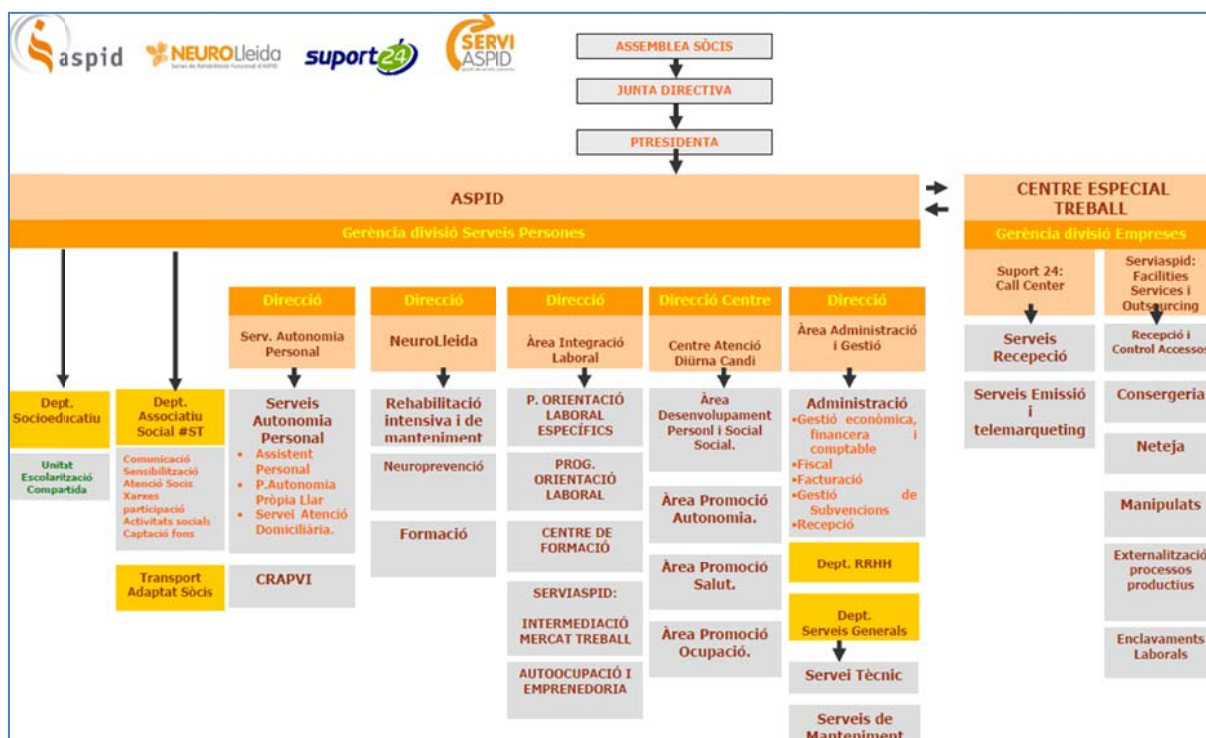 aspid
NEUROLleida
Servei de Rehabilitació Funcional d'ASPID
suport 24
SERVI
ASPID
ASSEMBLEA SÒCIS
JUNTA DIRECTIVA
PTRESIDENTA
ASPID
Gerència divisió Serveis Persones
CENTRE ESPECIAL
TREBALL
Gerència divisió Empreses
Dept.
Socioeducatiu
Unitat
Escolarització
Compartida
Dept.
Associatiu
Social #ST
Comunicació
Sensibilització
Atenció Socis
Xarxes
participació
Activitats socials
Captació fons
Transport
Adaptat Sòcis
Direcció
Serv. Autonomia
Personal
Serveis
Autonomia
Personal
• Assistent
Personal
• P.Autonomia
Pròpia Llar
• Servei Atenció
Domiciliària.
CRAPVI
Direcció
NeuroLleida
Rehabilitació
intensiva i de
manteniment
Neuroprevenció
Formació
Direcció
Àrea Integració
Laboral
P. ORIENTACIÓ
LABORAL
ESPECÍFICS
PROG.
ORIENTACIÓ
LABORAL
CENTRE DE
FORMACIÓ
SERVIASPID:
INTERMEDIACIÓ
MERCAT TREBALL
AUTOOCUPACIÓ I
EMPRENEDORIA
Direcció Centre
Centre Atenció
Diürna Candi
Àrea
Desenvolupament
Personl i Social
Social.
Àrea Promoció
Autonomia.
Àrea Promoció
Salut.
Àrea Promoció
Ocupació.
Direcció
Àrea Administració
i Gestió
Administració
•Gestió econòmica,
financera i
comptable
•Fiscal
•Facturació
•Gestió de
Subvencions
•Recepció
Dept. RRHH
Dept.
Serveis Generals
Servei Tècnic
Serveis de
Manteniment
Suport 24:
Call Center
Serveis
Recepeció
Serveis Emissió
i
telemarqueting
Serviaspid:
Facilities
Services i
Outsourcing
Recepció i
Control Accessos
Consergeria
Neteja
Manipulats
Externalització
processos
productius
Enclavaments
Laborals